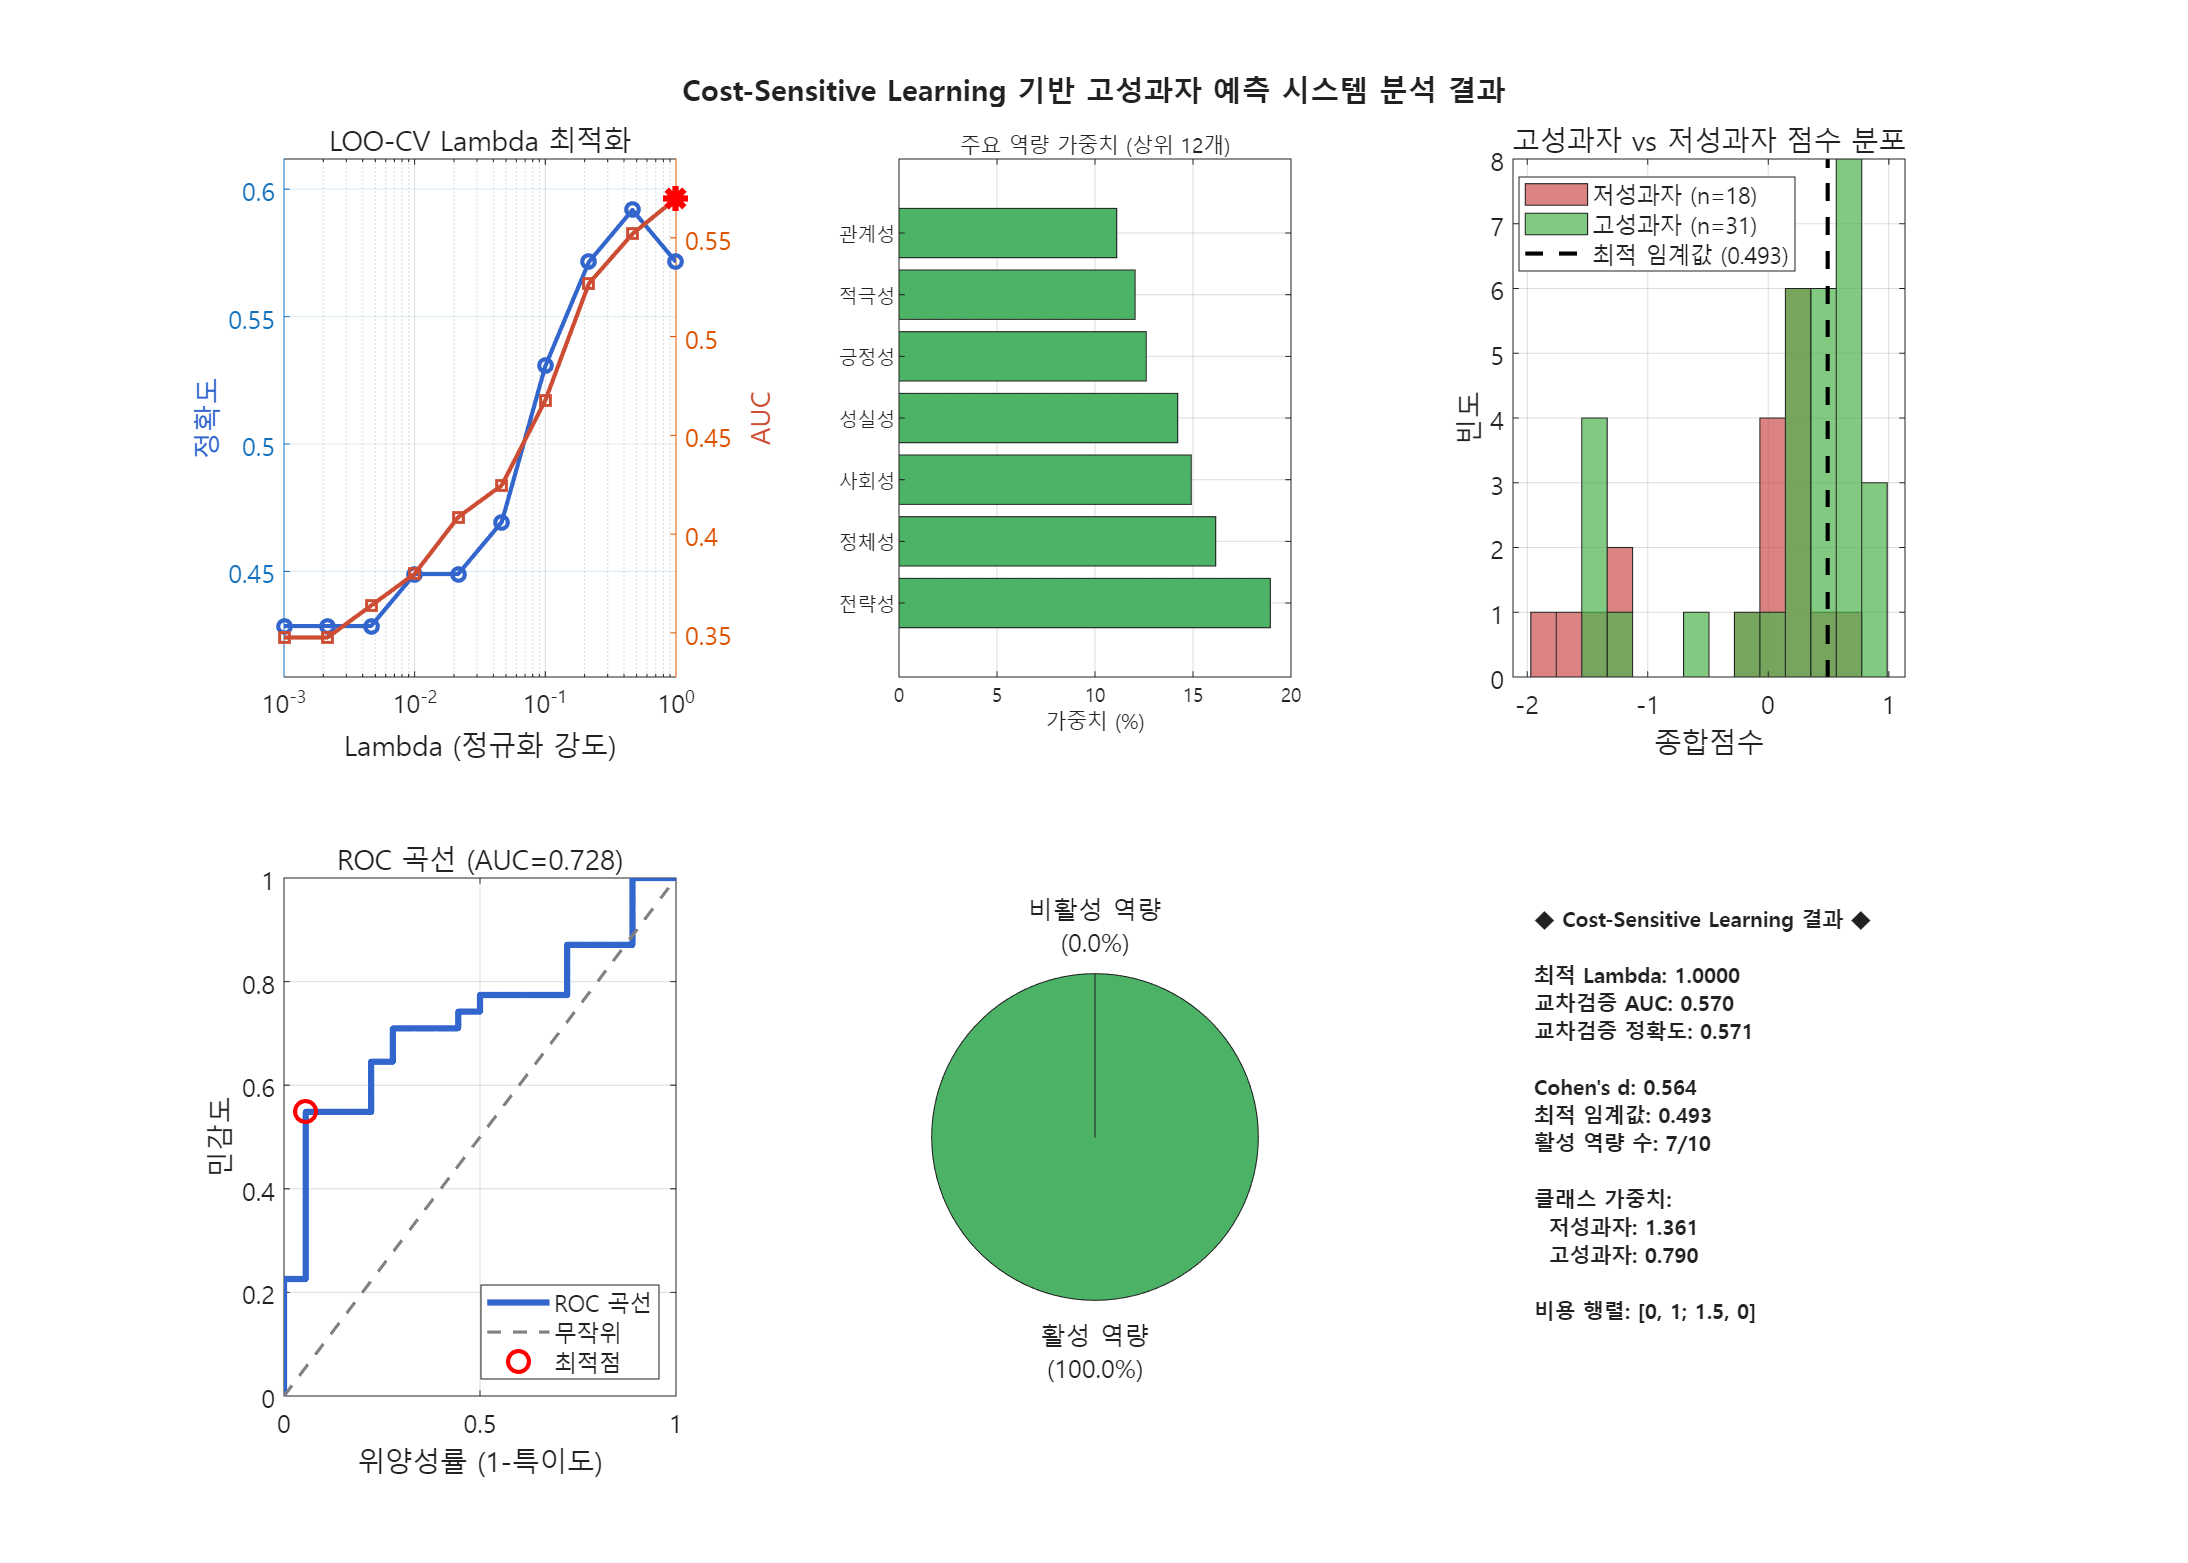 Cost-Sensitive Learning 기반 고성과자 예측 시스템 분석 결과
LOO-CV Lambda 최적화
0.6
0.55
0.5
0.45
정확도
0.55
0.5
0.45
0.4
0.35
AUC
10-3 10-2 10-1 100
Lambda (정규화 강도)
주요 역량 가중치 (상위 12개)
관계성
적극성
긍정성
성실성
사회성
정체성
전략성
0 5 10 15 20
가중치 (%)
고성과자 vs 저성과자 점수 분포
저성과자 (n=18)
고성과자 (n=31)
최적 임계값 (0.493)
8
7
6
5
4
3
2
1
0
빈도
-2 -1 0 1
종합점수
ROC 곡선 (AUC=0.728)
1
0.8
0.6
0.4
0.2
0
민감도
ROC 곡선
무작위
최적점
0 0.5 1
위양성률 (1-특이도)
비활성 역량
(0.0%)
활성 역량
(100.0%)
◆ Cost-Sensitive Learning 결과 ◆
최적 Lambda: 1.0000
교차검증 AUC: 0.570
교차검증 정확도: 0.571
Cohen's d: 0.564
최적 임계값: 0.493
활성 역량 수: 7/10
클래스 가중치:
저성과자: 1.361
고성과자: 0.790
비용 행렬: [0, 1; 1.5, 0]